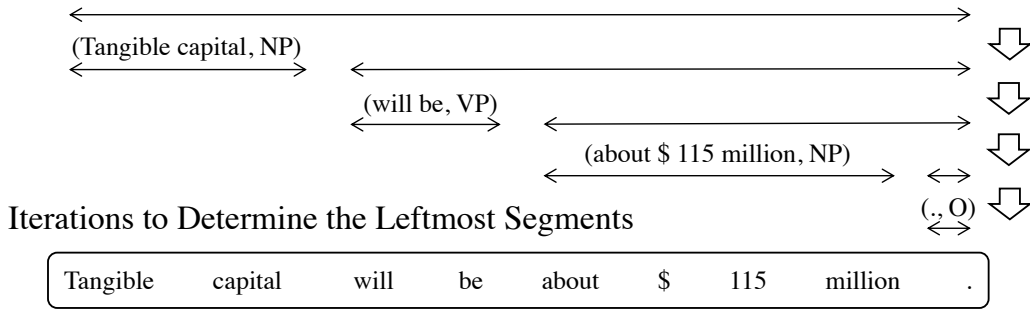 (Tangible capital, NP)
(will be, VP)
(about $ 115 million, NP)
(., O)
Iterations to Determine the Leftmost Segments
Tangible capital will be about $ 115 million .